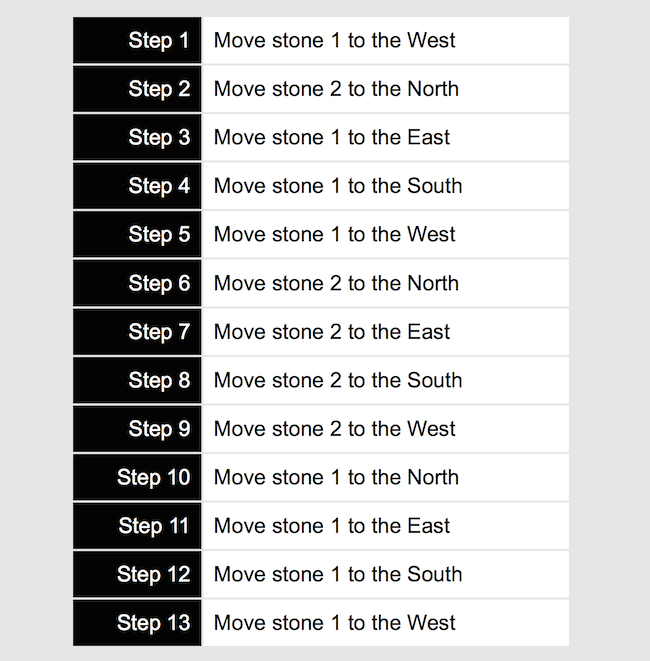 Step 1 Move stone 1 to the West
Step 2 Move stone 2 to the North
Step 3 Move stone 1 to the East
Step 4 Move stone 1 to the South
Step 5 Move stone 1 to the West
Step 6 Move stone 2 to the North
Step 7 Move stone 2 to the East
Step 8 Move stone 2 to the South
Step 9 Move stone 2 to the West
Step 10 Move stone 1 to the North
Step 11 Move stone 1 to the East
Step 12 Move stone 1 to the South
Step 13 Move stone 1 to the West